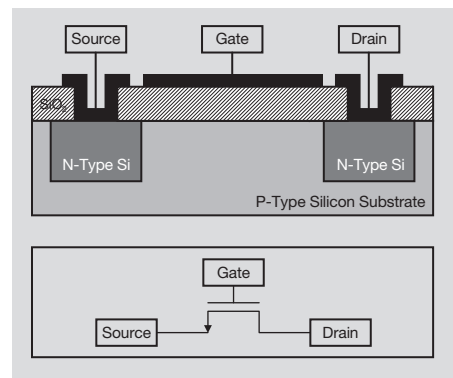 Source Gate Drain
SiO₂
N-Type Si N-Type Si
P-Type Silicon Substrate
Gate
Source Drain